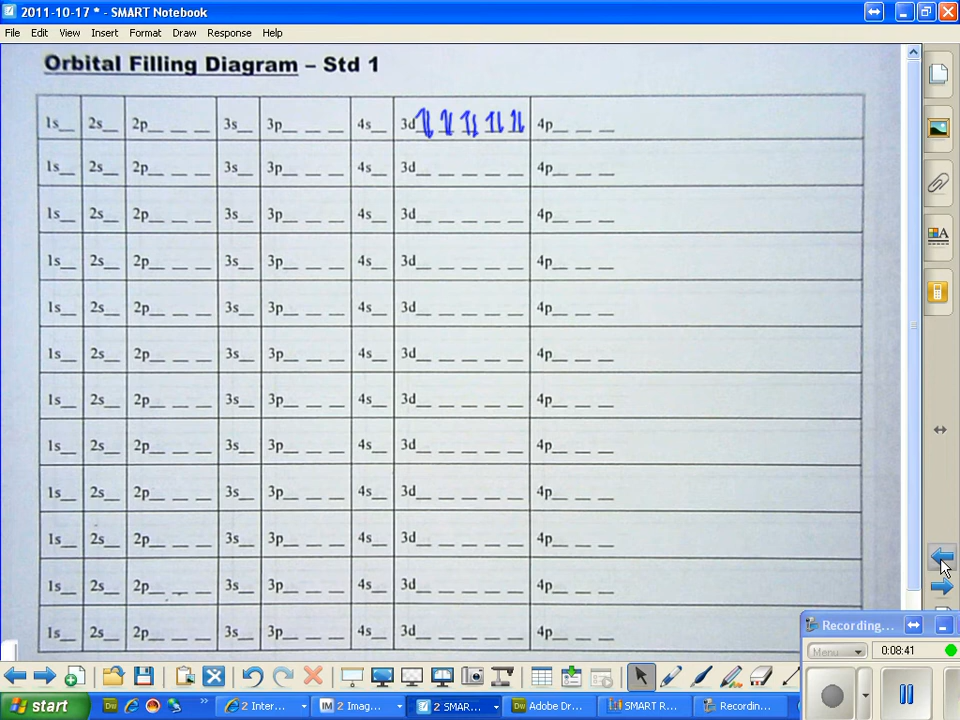 2011-10-17 * - SMART Notebook
File Edit View Insert Format Draw Response Help
Orbital Filling Diagram – Std 1
1s__ 2s__ 2p__ __ __ 3s__ 3p__ __ __ 4s__ 3d 4p__ __ __
1s__ 2s__ 2p__ __ __ 3s__ 3p__ __ __ 4s__ 3d__ __ __ __ __ 4p__ __ __
1s__ 2s__ 2p__ __ __ 3s__ 3p__ __ __ 4s__ 3d__ __ __ __ __ 4p__ __ __
1s__ 2s__ 2p__ __ __ 3s__ 3p__ __ __ 4s__ 3d__ __ __ __ __ 4p__ __ __
1s__ 2s__ 2p__ __ __ 3s__ 3p__ __ __ 4s__ 3d__ __ __ __ __ 4p__ __ __
1s__ 2s__ 2p__ __ __ 3s__ 3p__ __ __ 4s__ 3d__ __ __ __ __ 4p__ __ __
1s__ 2s__ 2p__ __ __ 3s__ 3p__ __ __ 4s__ 3d__ __ __ __ __ 4p__ __ __
1s__ 2s__ 2p__ __ __ 3s__ 3p__ __ __ 4s__ 3d__ __ __ __ __ 4p__ __ __
1s__ 2s__ 2p__ __ __ 3s__ 3p__ __ __ 4s__ 3d__ __ __ __ __ 4p__ __ __
1s__ 2s__ 2p__ __ __ 3s__ 3p__ __ __ 4s__ 3d__ __ __ __ __ 4p__ __ __
1s__ 2s__ 2p__ __ __ 3s__ 3p__ __ __ 4s__ 3d__ __ __ __ __ 4p__ __ __
1s__ 2s__ 2p__ __ __ 3s__ 3p__ __ __ 4s__ 3d__ __ __ __ __ 4p__ __ __
Recording...
Menu 0:08:41
start 2 Inter... 2 Imag... 2 SMAR... Adobe Dr... SMART R... Recordin...